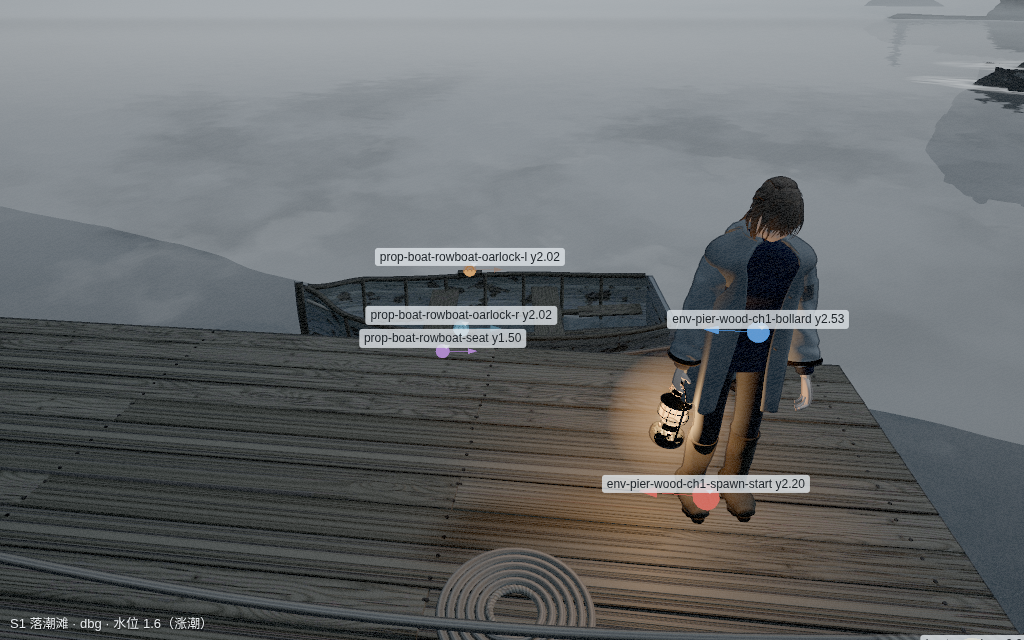 prop-boat-rowboat-oarlock-l y2.02
prop-boat-rowboat-oarlock-r y2.02
env-pier-wood-ch1-bollard y2.53
prop-boat-rowboat-seat y1.50
env-pier-wood-ch1-spawn-start y2.20
S1 落潮滩 · dbg · 水位 1.6（涨潮）